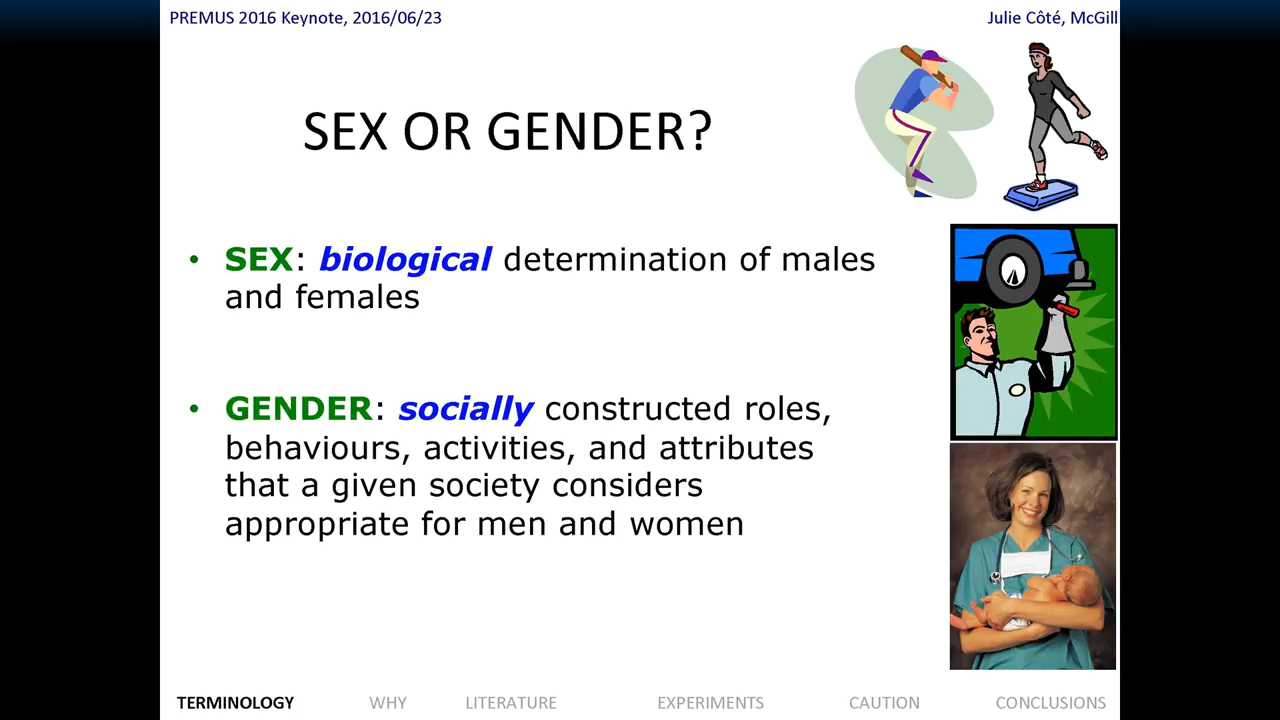 PREMUS 2016 Keynote, 2016/06/23
Julie Côté, McGill
SEX OR GENDER?
• SEX: biological determination of males
and females
• GENDER: socially constructed roles,
behaviours, activities, and attributes
that a given society considers
appropriate for men and women
TERMINOLOGY WHY LITERATURE EXPERIMENTS CAUTION CONCLUSIONS